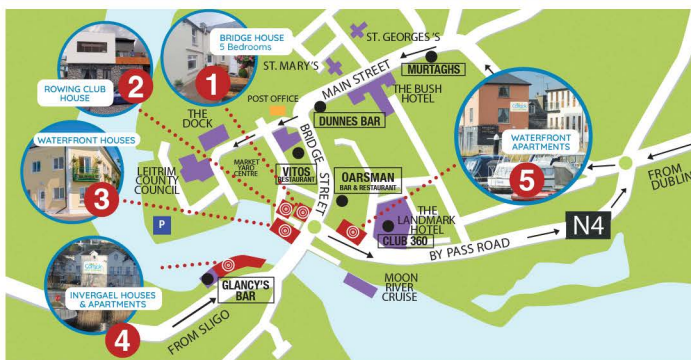 BRIDGE HOUSE
5 Bedrooms
1
ROWING CLUB
HOUSE
2
WATERFRONT HOUSES
3
INVERGAEL HOUSES
& APARTMENTS
4
WATERFRONT
APARTMENTS
5
ST. GEORGES'S
ST. MARY'S
MAIN STREET
MURTAGHS
THE BUSH
HOTEL
POST OFFICE
DUNNES BAR
THE
DOCK
MARKET
YARD
CENTRE
BRIDGE STREET
VITOS
RESTAURANT
OARSMAN
BAR & RESTAURANT
LEITRIM
COUNTY
COUNCIL
P
THE
LANDMARK
HOTEL
CLUB 360
BY PASS ROAD
N4
FROM
DUBLIN
MOON
RIVER
CRUISE
GLANCY'S
BAR
FROM SLIGO